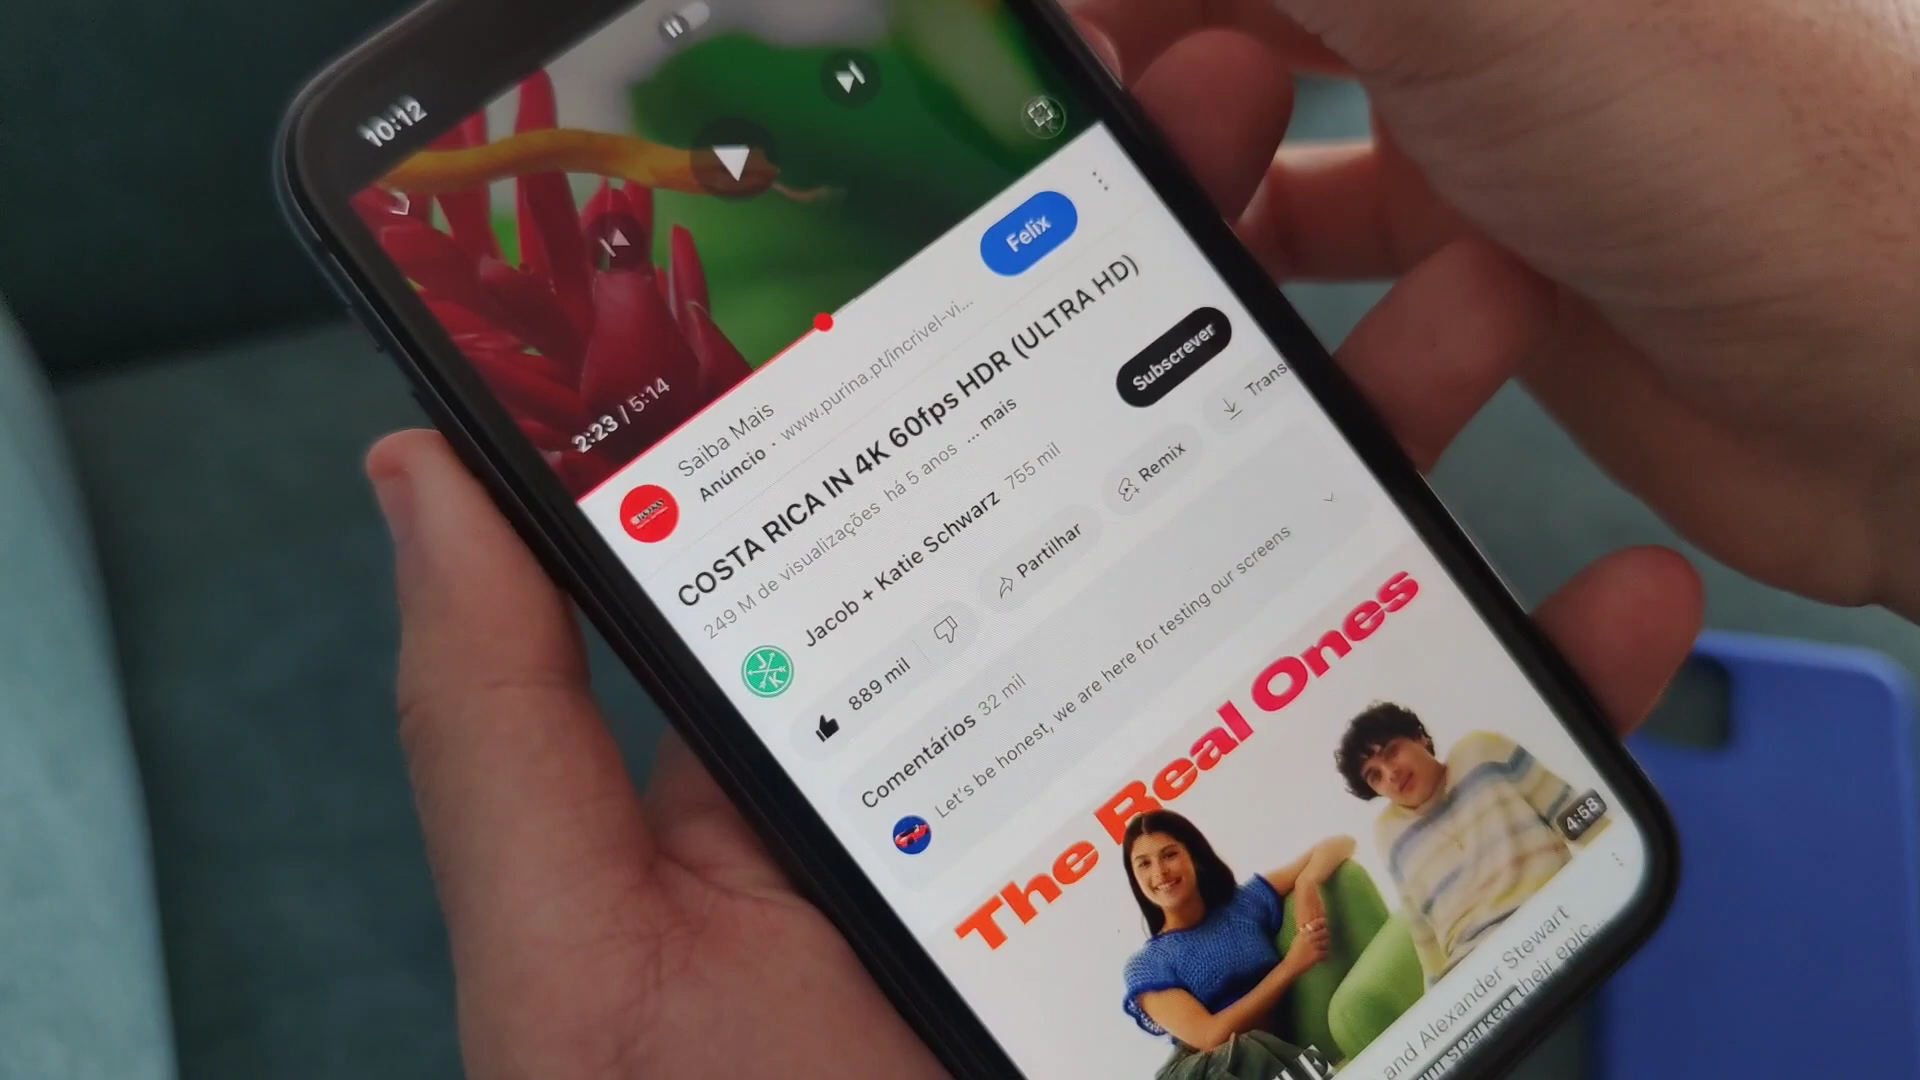 10:12
2:23 / 5:14
Saiba Mais
Anúncio · www.purina.pt/incrivel-vi...
Felix
COSTA RICA IN 4K 60fps HDR (ULTRA HD)
249 M de visualizações há 5 anos ... mais
Jacob + Katie Schwarz 755 mil
Subscrever
889 mil
Partilhar
Remix
Trans
Comentários 32 mil
Let's be honest, we are here for testing our screens
The Real Ones
4:58
and Alexander Stewart
sparked their epic...